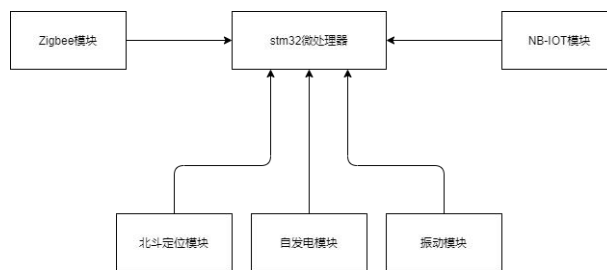 Zigbee模块
stm32微处理器
NB-IOT模块
北斗定位模块
自发电模块
振动模块